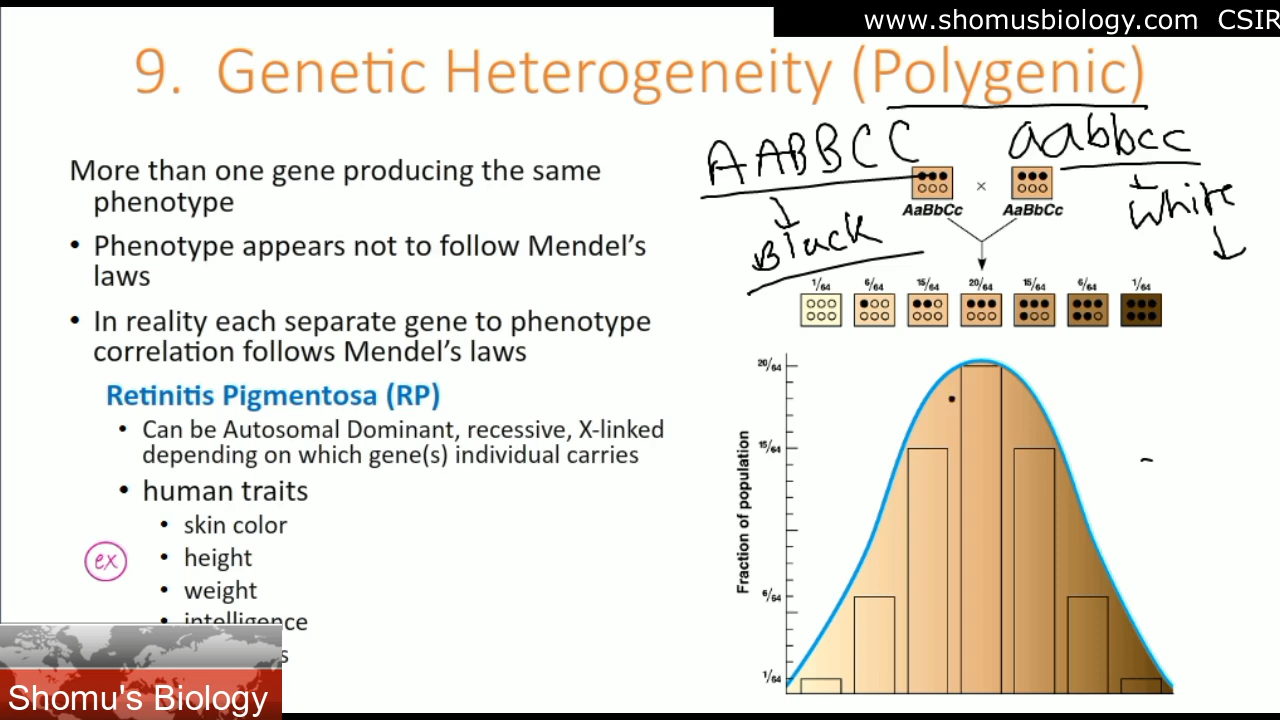 www.shomusbiology.com CSIR
9. Genetic Heterogeneity (Polygenic)
More than one gene producing the same
phenotype
• Phenotype appears not to follow Mendel’s
laws
• In reality each separate gene to phenotype
correlation follows Mendel’s laws
Retinitis Pigmentosa (RP)
• Can be Autosomal Dominant, recessive, X-linked
depending on which gene(s) individual carries
• human traits
• skin color
ex
• height
• weight
• intelligence
Shomu's Biology
AABBCC
aabbcc
Black
white
×
AaBbCc AaBbCc
1/64 6/64 15/64 20/64 15/64 6/64 1/64
Fraction of population
20/64
15/64
6/64
1/64